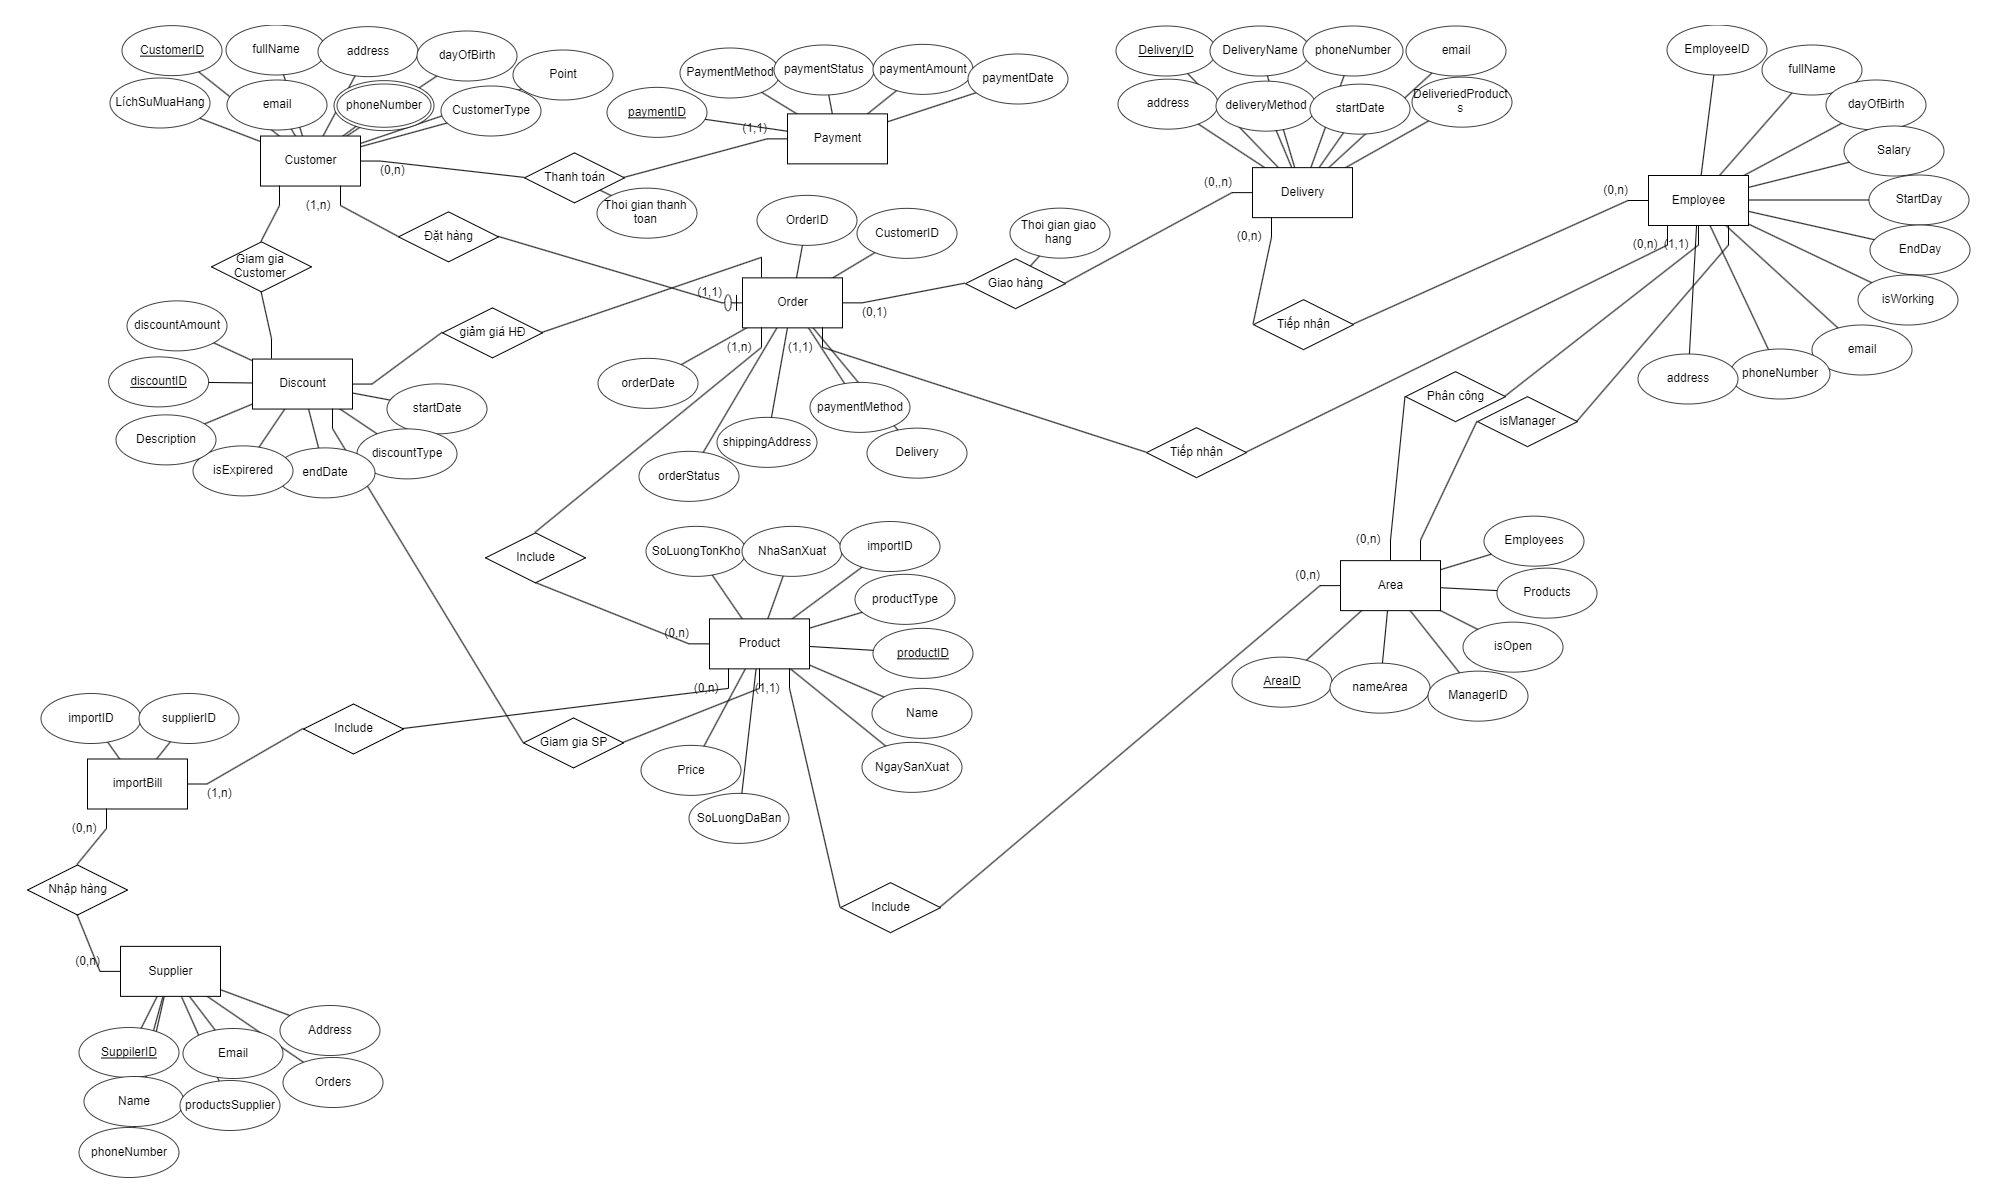 CustomerID
fullName
address
dayOfBirth
Point
LíchSuMuaHang
email
phoneNumber
CustomerType
Customer
(0,n)
(1,n)
PaymentMethod
paymentStatus
paymentAmount
paymentDate
paymentID
(1,1)
Payment
Thanh toán
Thoi gian thanh
toan
DeliveryID
DeliveryName
phoneNumber
email
address
deliveryMethod
startDate
DeliveriedProduct
s
(0,,n)
Delivery
(0,n)
EmployeeID
fullName
dayOfBirth
Salary
StartDay
EndDay
isWorking
email
phoneNumber
address
(0,n)
Employee
(0,n)
(1,1)
Đặt hàng
Giam gia
Customer
OrderID
CustomerID
Thoi gian giao
hang
Giao hàng
(1,1)
Order
(0,1)
(1,n)
(1,1)
giảm giá HĐ
Tiếp nhận
discountAmount
discountID
Discount
Description
isExpirered
endDate
discountType
startDate
orderDate
paymentMethod
shippingAddress
Delivery
orderStatus
Tiếp nhận
Phân công
isManager
Include
SoLuongTonKho
NhaSanXuat
importID
productType
productID
Name
NgaySanXuat
(0,n)
Product
(0,n)
(1,1)
Price
SoLuongDaBan
(0,n)
(0,n)
Area
Employees
Products
isOpen
ManagerID
nameArea
AreaID
importID
supplierID
Include
Giam gia SP
importBill
(1,n)
(0,n)
Nhập hàng
Include
(0,n)
Supplier
Address
SuppilerID
Email
Orders
Name
productsSupplier
phoneNumber